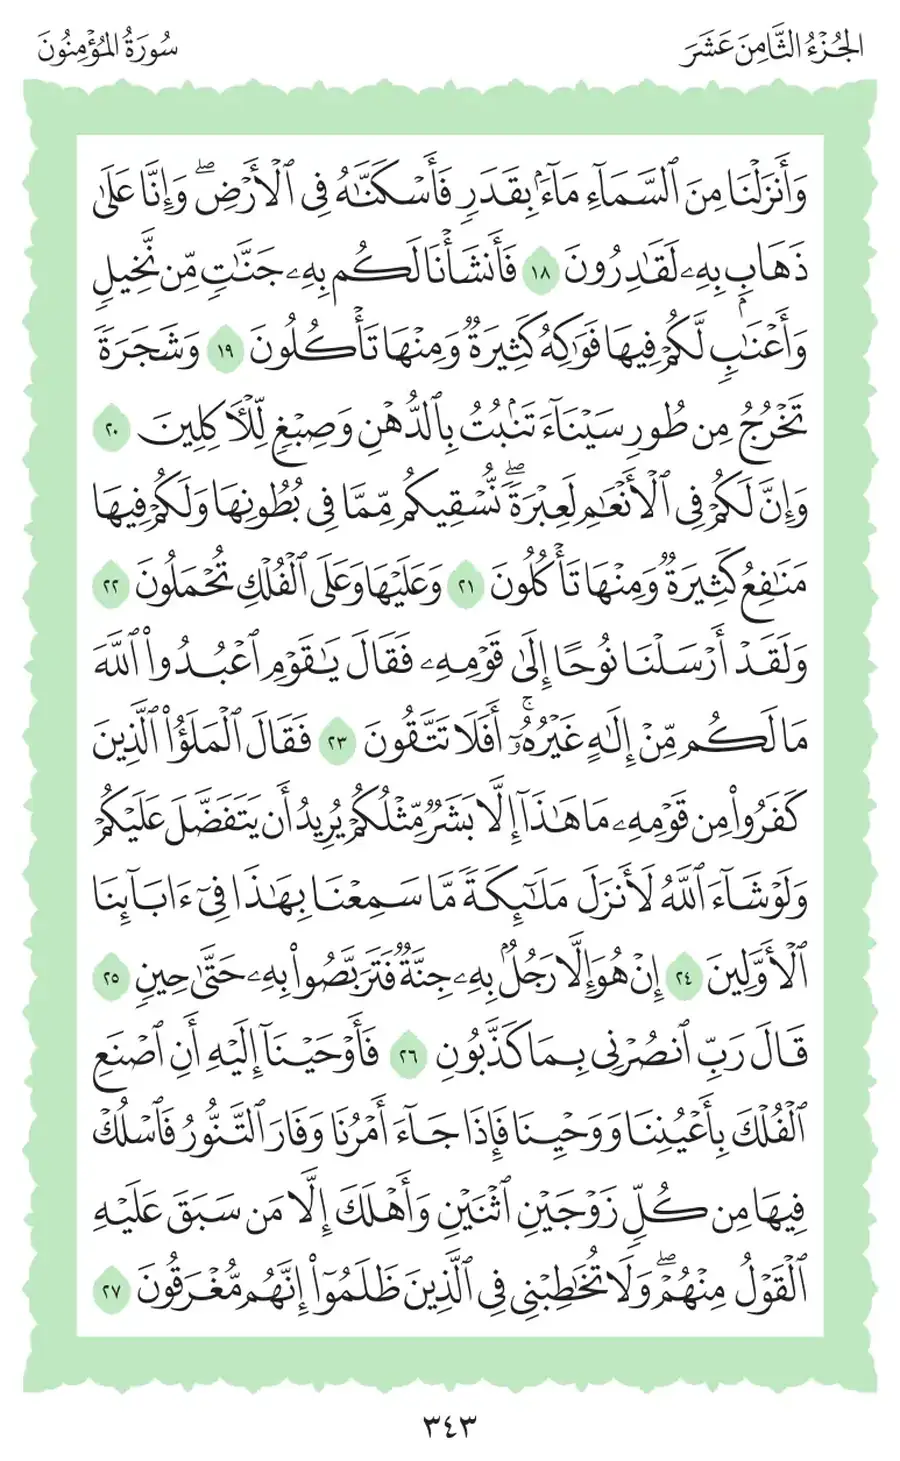 الجُزْءُ الثَّامِنَ عَشَرَ
سُورَةُ المُؤْمِنُونَ
وَأَنزَلْنَا مِنَ ٱلسَّمَآءِ مَآءًۢ بِقَدَرٍ فَأَسْكَنَّـٰهُ فِى ٱلْأَرْضِ ۖ وَإِنَّا عَلَىٰ
ذَهَابٍۭ بِهِۦ لَقَـٰدِرُونَ ١٨ فَأَنشَأْنَا لَكُم بِهِۦ جَنَّـٰتٍ مِّن نَّخِيلٍ
وَأَعْنَـٰبٍ لَّكُمْ فِيهَا فَوَٰكِهُ كَثِيرَةٌ وَمِنْهَا تَأْكُلُونَ ١٩ وَشَجَرَةً
تَخْرُجُ مِن طُورِ سَيْنَآءَ تَنۢبُتُ بِٱلدُّهْنِ وَصِبْغٍ لِّلْـَٔاكِلِينَ ٢٠
وَإِنَّ لَكُمْ فِى ٱلْأَنْعَـٰمِ لَعِبْرَةً ۖ نُّسْقِيكُم مِّمَّا فِى بُطُونِهَا وَلَكُمْ فِيهَا
مَنَـٰفِعُ كَثِيرَةٌ وَمِنْهَا تَأْكُلُونَ ٢١ وَعَلَيْهَا وَعَلَى ٱلْفُلْكِ تُحْمَلُونَ ٢٢
وَلَقَدْ أَرْسَلْنَا نُوحًا إِلَىٰ قَوْمِهِۦ فَقَالَ يَـٰقَوْمِ ٱعْبُدُوا۟ ٱللَّهَ
مَا لَكُم مِّنْ إِلَـٰهٍ غَيْرُهُۥٓ ۚ أَفَلَا تَتَّقُونَ ٢٣ فَقَالَ ٱلْمَلَؤُا۟ ٱلَّذِينَ
كَفَرُوا۟ مِن قَوْمِهِۦ مَا هَـٰذَآ إِلَّا بَشَرٌ مِّثْلُكُمْ يُرِيدُ أَن يَتَفَضَّلَ عَلَيْكُمْ
وَلَوْ شَآءَ ٱللَّهُ لَأَنزَلَ مَلَـٰٓئِكَةً مَّا سَمِعْنَا بِهَـٰذَا فِىٓ ءَابَآئِنَا
ٱلْأَوَّلِينَ ٢٤ إِنْ هُوَ إِلَّا رَجُلٌۢ بِهِۦ جِنَّةٌ فَتَرَبَّصُوا۟ بِهِۦ حَتَّىٰ حِينٍ ٢٥
قَالَ رَبِّ ٱنصُرْنِى بِمَا كَذَّبُونِ ٢٦ فَأَوْحَيْنَآ إِلَيْهِ أَنِ ٱصْنَعِ
ٱلْفُلْكَ بِأَعْيُنِنَا وَوَحْيِنَا فَإِذَا جَآءَ أَمْرُنَا وَفَارَ ٱلتَّنُّورُ فَٱسْلُكْ
فِيهَا مِن كُلٍّ زَوْجَيْنِ ٱثْنَيْنِ وَأَهْلَكَ إِلَّا مَن سَبَقَ عَلَيْهِ
ٱلْقَوْلُ مِنْهُمْ ۖ وَلَا تُخَـٰطِبْنِى فِى ٱلَّذِينَ ظَلَمُوٓا۟ إِنَّهُم مُّغْرَقُونَ ٢٧
٣٤٣